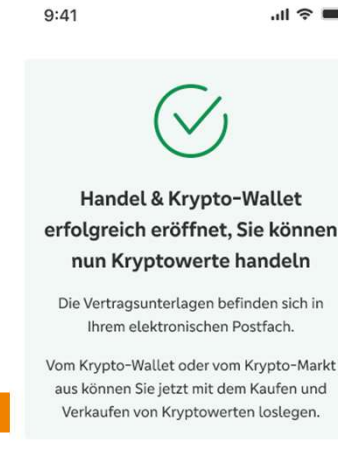 9:41
Handel & Krypto-Wallet
erfolgreich eröffnet, Sie können
nun Kryptowerte handeln
Die Vertragsunterlagen befinden sich in
Ihrem elektronischen Postfach.
Vom Krypto-Wallet oder vom Krypto-Markt
aus können Sie jetzt mit dem Kaufen und
Verkaufen von Kryptowerten loslegen.